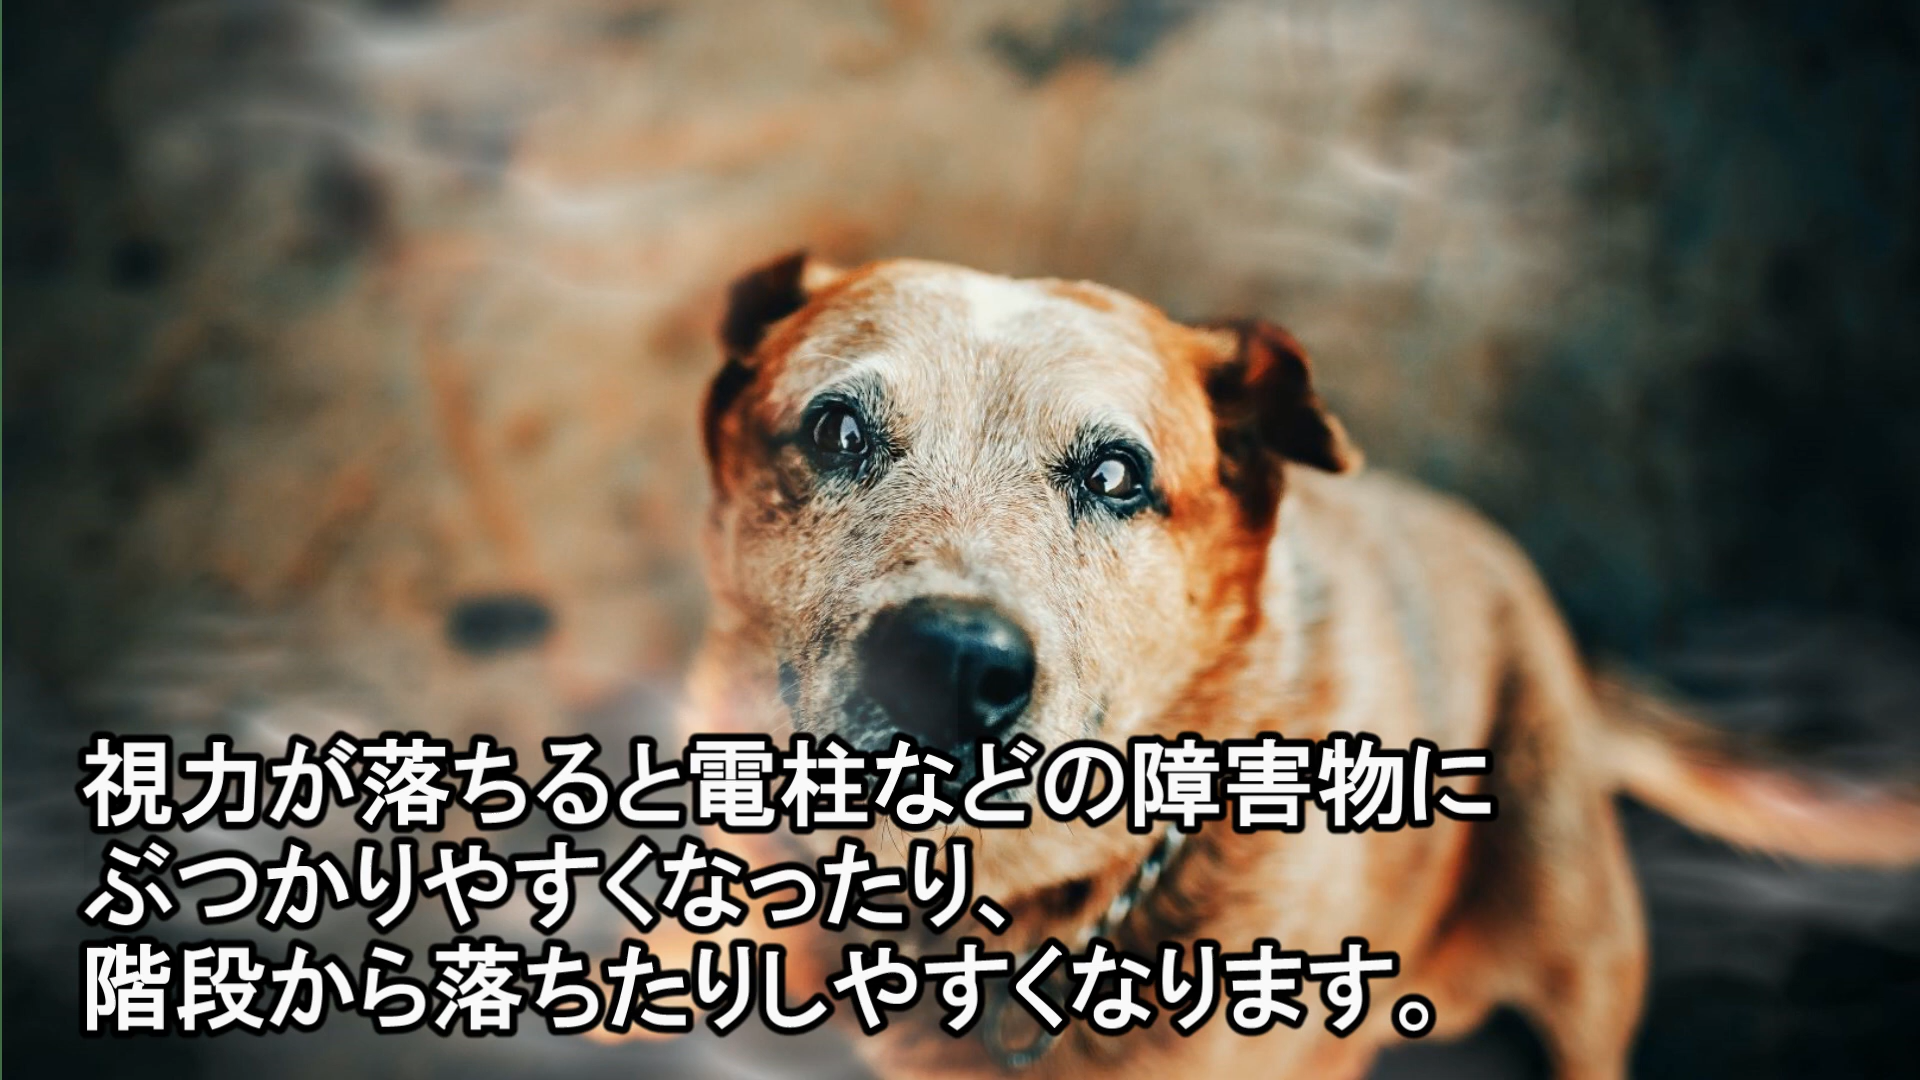 視力が落ちると電柱などの障害物に
ぶつかりやすくなったり、
階段から落ちたりしやすくなります。